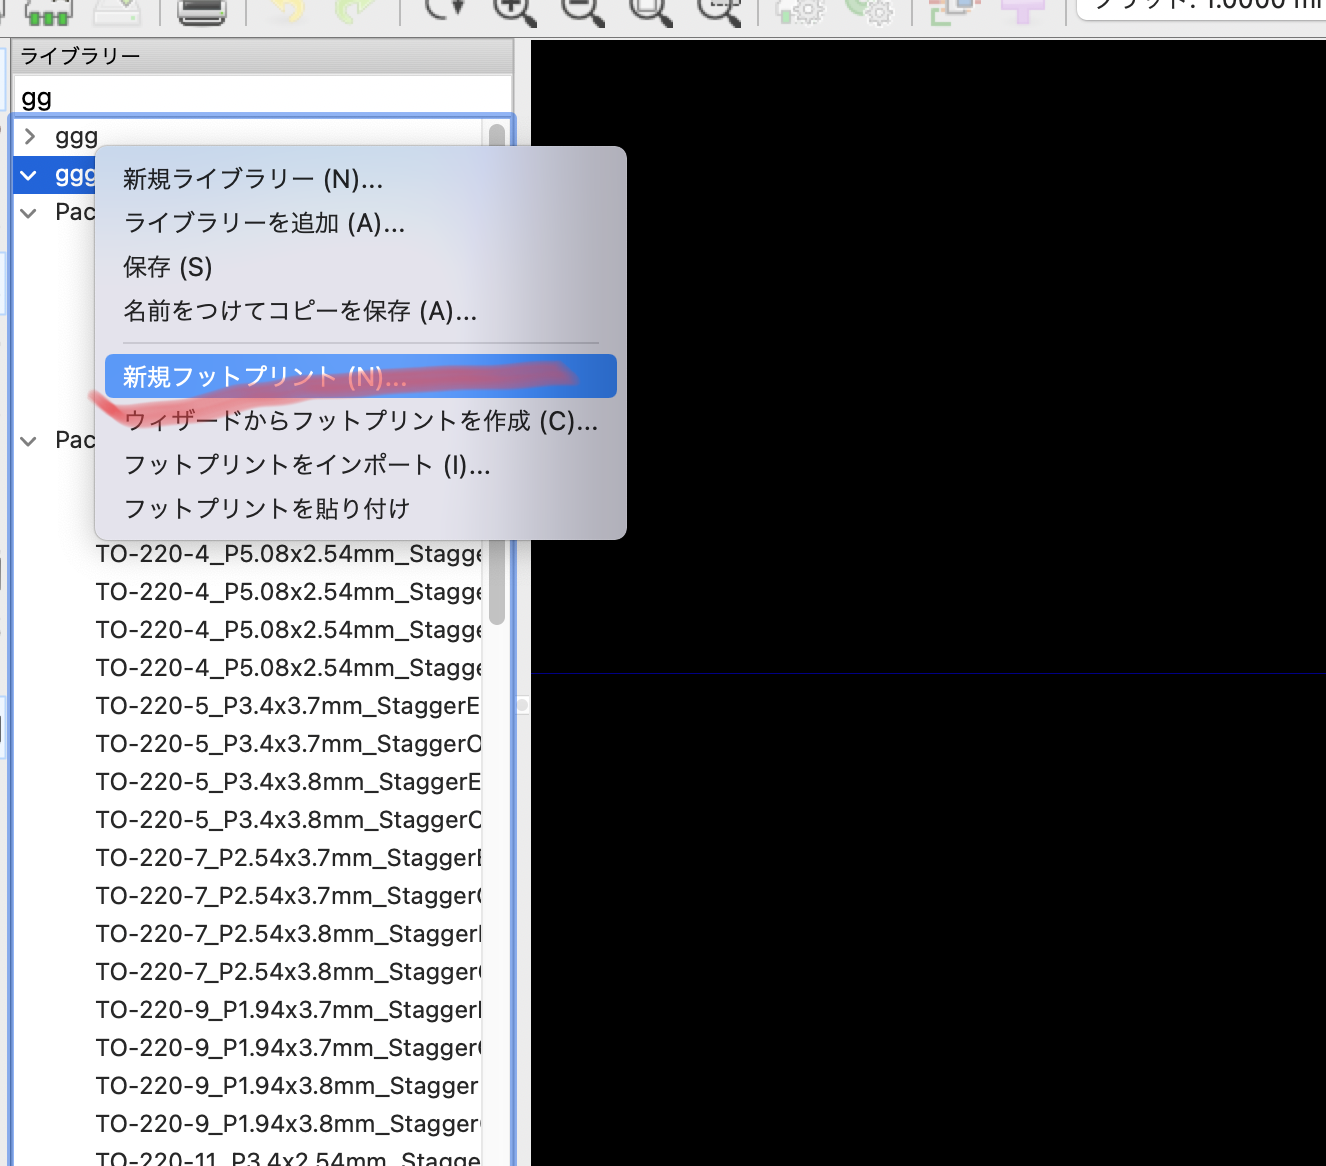 グリッド: 1.0000 m
ライブラリー
gg
ggg
ggg
Pac
新規ライブラリー (N)...
ライブラリーを追加 (A)...
保存 (S)
名前をつけてコピーを保存 (A)...
新規フットプリント (N)...
ウィザードからフットプリントを作成 (C)...
フットプリントをインポート (I)...
フットプリントを貼り付け
Pac
TO-220-4_P5.08x2.54mm_Stagge
TO-220-4_P5.08x2.54mm_Stagge
TO-220-4_P5.08x2.54mm_Stagge
TO-220-4_P5.08x2.54mm_Stagge
TO-220-5_P3.4x3.7mm_StaggerE
TO-220-5_P3.4x3.7mm_StaggerO
TO-220-5_P3.4x3.8mm_StaggerE
TO-220-5_P3.4x3.8mm_StaggerO
TO-220-7_P2.54x3.7mm_StaggerE
TO-220-7_P2.54x3.7mm_StaggerO
TO-220-7_P2.54x3.8mm_Stagger
TO-220-7_P2.54x3.8mm_StaggerO
TO-220-9_P1.94x3.7mm_Stagger
TO-220-9_P1.94x3.7mm_StaggerO
TO-220-9_P1.94x3.8mm_Stagger
TO-220-9_P1.94x3.8mm_Stagger
TO-220-11_P3.4x2.54mm_Stagge